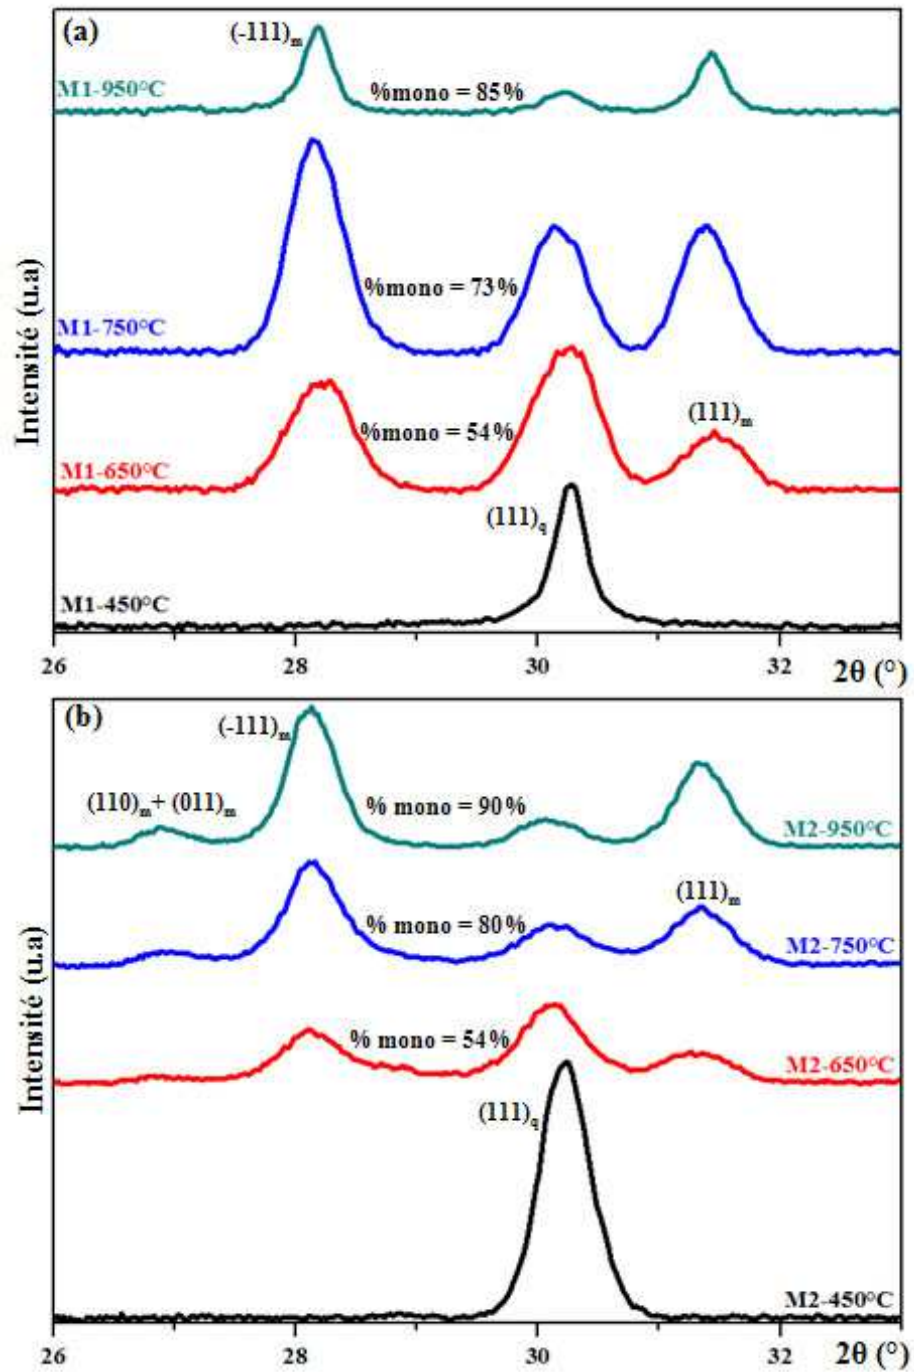 (a)
(-111)m
M1-950°C
%mono = 85%
%mono = 73%
M1-750°C
%mono = 54%
(111)m
M1-650°C
(111)q
M1-450°C
Intensité (u.a)
26 28 30 32 2θ (°)
(b)
(-111)m
(110)m+ (011)m
% mono = 90%
M2-950°C
(111)m
% mono = 80%
M2-750°C
% mono = 54%
M2-650°C
(111)q
M2-450°C
Intensité (u.a)
26 28 30 32 2θ (°)